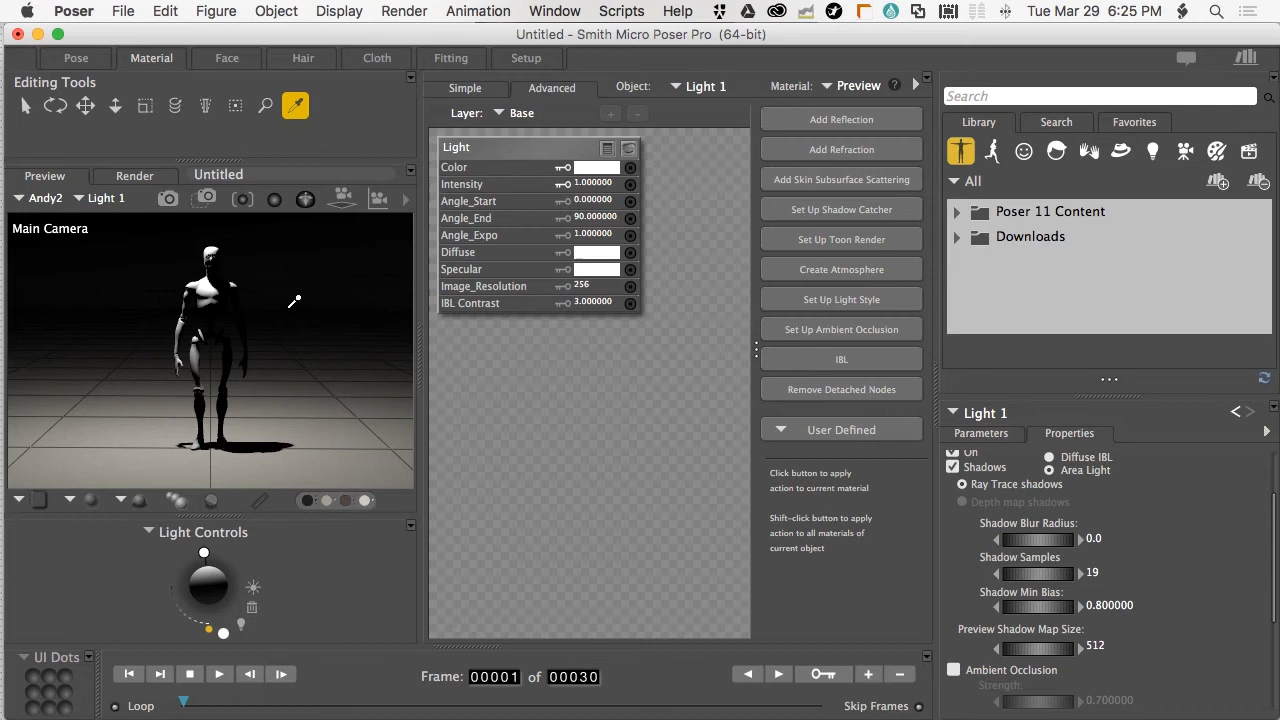 Poser File Edit Figure Object Display Render Animation Window Scripts Help Tue Mar 29 6:25 PM
Untitled - Smith Micro Poser Pro (64-bit)
Pose Material Face Hair Cloth Fitting Setup
Editing Tools
Preview Render Untitled
Andy2 Light 1
Main Camera
Light Controls
UI Dots
Simple Advanced Object: Light 1 Material: Preview ?
Layer: Base + -
Light
Color
Intensity 1.000000
Angle_Start 0.000000
Angle_End 90.000000
Angle_Expo 1.000000
Diffuse
Specular
Image_Resolution 256
IBL Contrast 3.000000
Add Reflection
Add Refraction
Add Skin Subsurface Scattering
Set Up Shadow Catcher
Set Up Toon Render
Create Atmosphere
Set Up Light Style
Set Up Ambient Occlusion
IBL
Remove Detached Nodes
User Defined
Click button to apply
action to current material
Shift-click button to apply
action to all materials of
current object
Search
Library Search Favorites
All
Poser 11 Content
Downloads
Light 1
Parameters Properties
On
Diffuse IBL
Shadows
Area Light
Ray Trace shadows
Depth map shadows
Shadow Blur Radius:
0.0
Shadow Samples
19
Shadow Min Bias:
0.800000
Preview Shadow Map Size:
512
Ambient Occlusion
Strength:
0.700000
Frame: 00001 of 00030
Loop Skip Frames